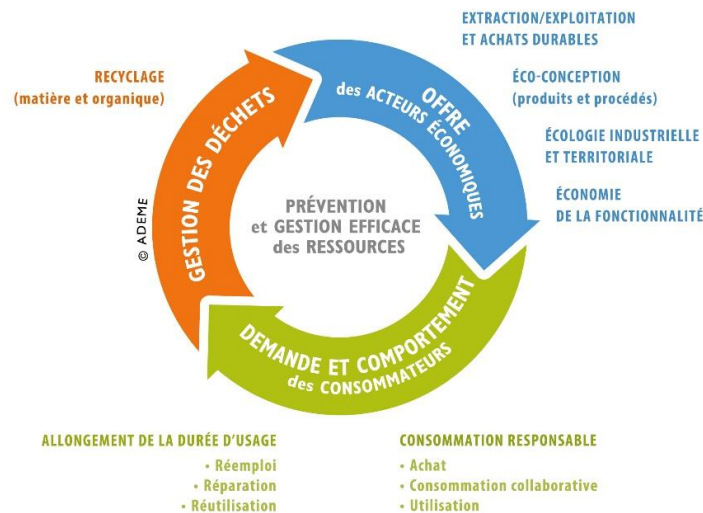 EXTRACTION/EXPLOITATION
ET ACHATS DURABLES
RECYCLAGE
(matière et organique)
ÉCO-CONCEPTION
(produits et procédés)
OFFRE
des ACTEURS ÉCONOMIQUES
ÉCOLOGIE INDUSTRIELLE
ET TERRITORIALE
ÉCONOMIE
DE LA FONCTIONNALITÉ
GESTION DES DÉCHETS
PRÉVENTION
et GESTION EFFICACE
des RESSOURCES
© ADEME
DEMANDE ET COMPORTEMENT
des CONSOMMATEURS
ALLONGEMENT DE LA DURÉE D'USAGE
• Réemploi
• Réparation
• Réutilisation
CONSOMMATION RESPONSABLE
• Achat
• Consommation collaborative
• Utilisation